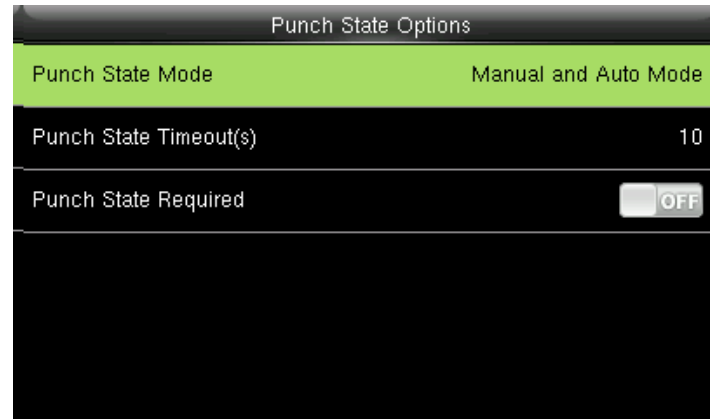 Punch State Options
Punch State Mode Manual and Auto Mode
Punch State Timeout(s) 10
Punch State Required OFF